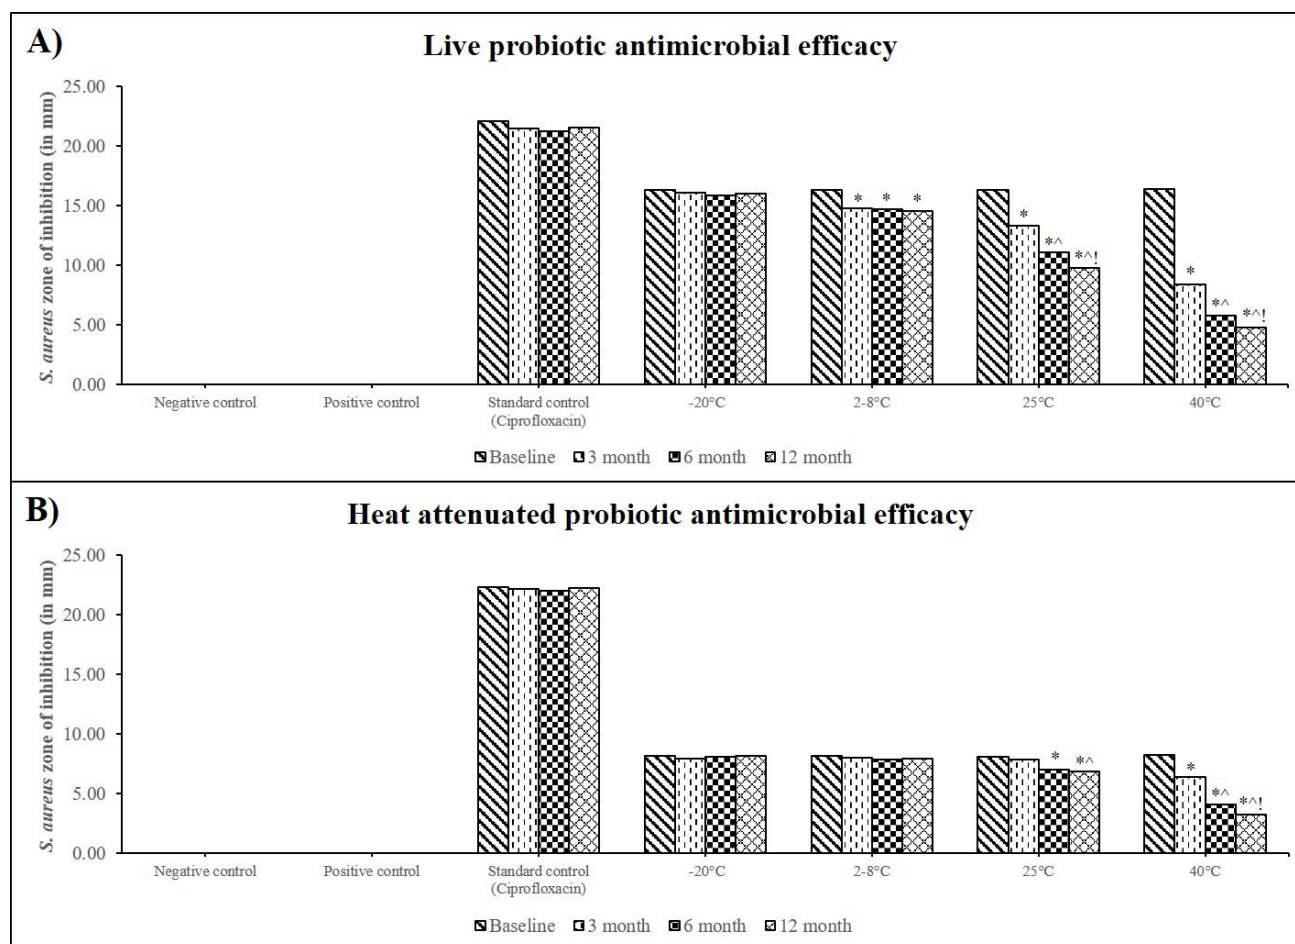 A)
Live probiotic antimicrobial efficacy
S. aureus zone of inhibition (in mm)
25.00
20.00
15.00
10.00
5.00
0.00
* * *
*
*^
*^!
*
*^
*^!
Negative control
Positive control
Standard control
(Ciprofloxacin)
-20°C
2-8°C
25°C
40°C
Baseline 3 month 6 month 12 month
B)
Heat attenuated probiotic antimicrobial efficacy
S. aureus zone of inhibition (in mm)
25.00
20.00
15.00
10.00
5.00
0.00
* *^
*
*^
*^!
Negative control
Positive control
Standard control
(Ciprofloxacin)
-20°C
2-8°C
25°C
40°C
Baseline 3 month 6 month 12 month